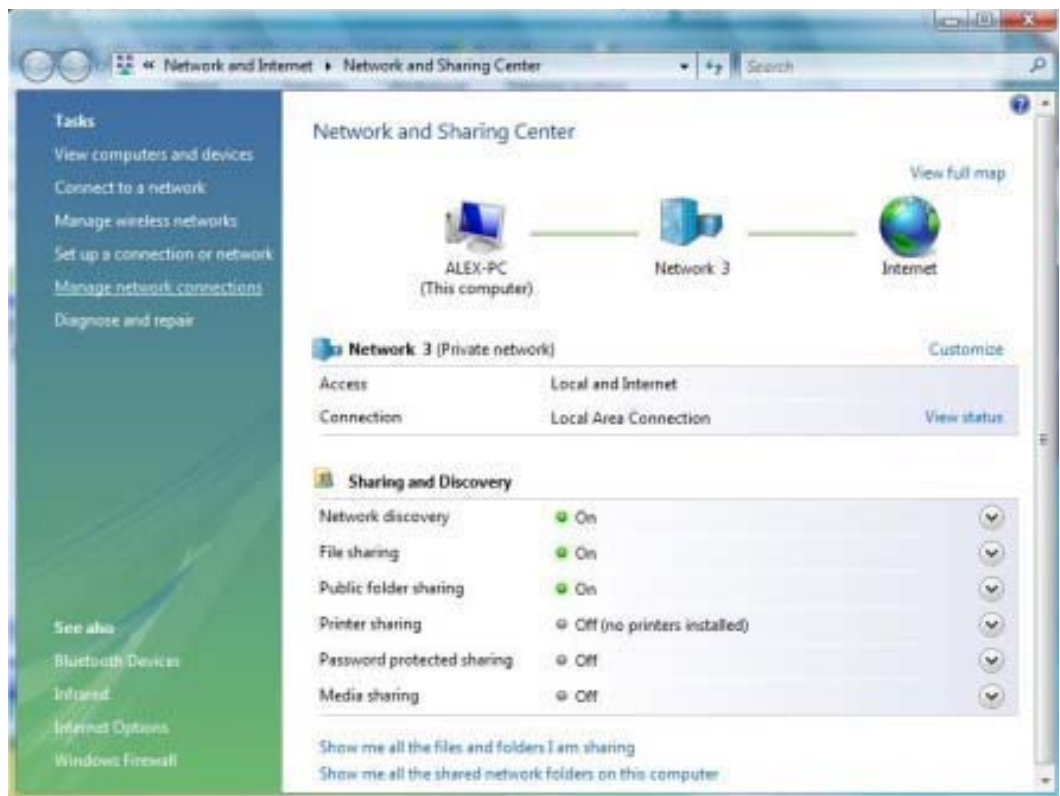 « Network and Internet ▸ Network and Sharing Center
Search
Tasks
View computers and devices
Connect to a network
Manage wireless networks
Set up a connection or network
Manage network connections
Diagnose and repair
See also
Bluetooth Devices
Infrared
Internet Options
Windows Firewall
Network and Sharing Center
View full map
ALEX-PC
(This computer)
Network 3
Internet
Network 3 (Private network)
Customize
Access Local and Internet
Connection Local Area Connection View status
Sharing and Discovery
Network discovery On
File sharing On
Public folder sharing On
Printer sharing Off (no printers installed)
Password protected sharing Off
Media sharing Off
Show me all the files and folders I am sharing
Show me all the shared network folders on this computer